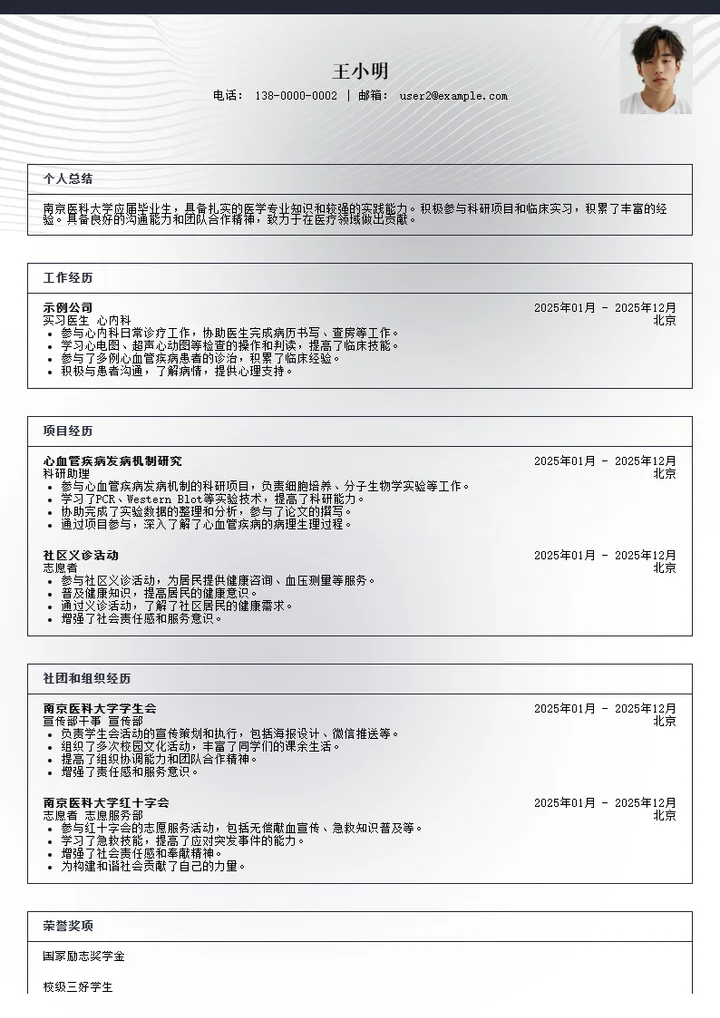 王小明
电话： 138-0000-0002 | 邮箱： user2@example.com
个人总结
南京医科大学应届毕业生，具备扎实的医学专业知识和较强的实践能力。积极参与科研项目和临床实习，积累了丰富的经
验。具备良好的沟通能力和团队合作精神，致力于在医疗领域做出贡献。
工作经历
示例公司 2025年01月 - 2025年12月
实习医生 心内科 北京
• 参与心内科日常诊疗工作，协助医生完成病历书写、查房等工作。
• 学习心电图、超声心动图等检查的操作和判读，提高了临床技能。
• 参与了多例心血管疾病患者的诊治，积累了临床经验。
• 积极与患者沟通，了解病情，提供心理支持。
项目经历
心血管疾病发病机制研究 2025年01月 - 2025年12月
科研助理 北京
• 参与心血管疾病发病机制的科研项目，负责细胞培养、分子生物学实验等工作。
• 学习了PCR、Western Blot等实验技术，提高了科研能力。
• 协助完成了实验数据的整理和分析，参与了论文的撰写。
• 通过项目参与，深入了解了心血管疾病的病理生理过程。
社区义诊活动 2025年01月 - 2025年12月
志愿者 北京
• 参与社区义诊活动，为居民提供健康咨询、血压测量等服务。
• 普及健康知识，提高居民的健康意识。
• 通过义诊活动，了解了社区居民的健康需求。
• 增强了社会责任感和服务意识。
社团和组织经历
南京医科大学学生会 2025年01月 - 2025年12月
宣传部干事 宣传部 北京
• 负责学生会活动的宣传策划和执行，包括海报设计、微信推送等。
• 组织了多次校园文化活动，丰富了同学们的课余生活。
• 提高了组织协调能力和团队合作精神。
• 增强了责任感和服务意识。
南京医科大学红十字会 2025年01月 - 2025年12月
志愿者 志愿服务部 北京
• 参与红十字会的志愿服务活动，包括无偿献血宣传、急救知识普及等。
• 学习了急救技能，提高了应对突发事件的能力。
• 增强了社会责任感和奉献精神。
• 为构建和谐社会贡献了自己的力量。
荣誉奖项
国家励志奖学金
校级三好学生